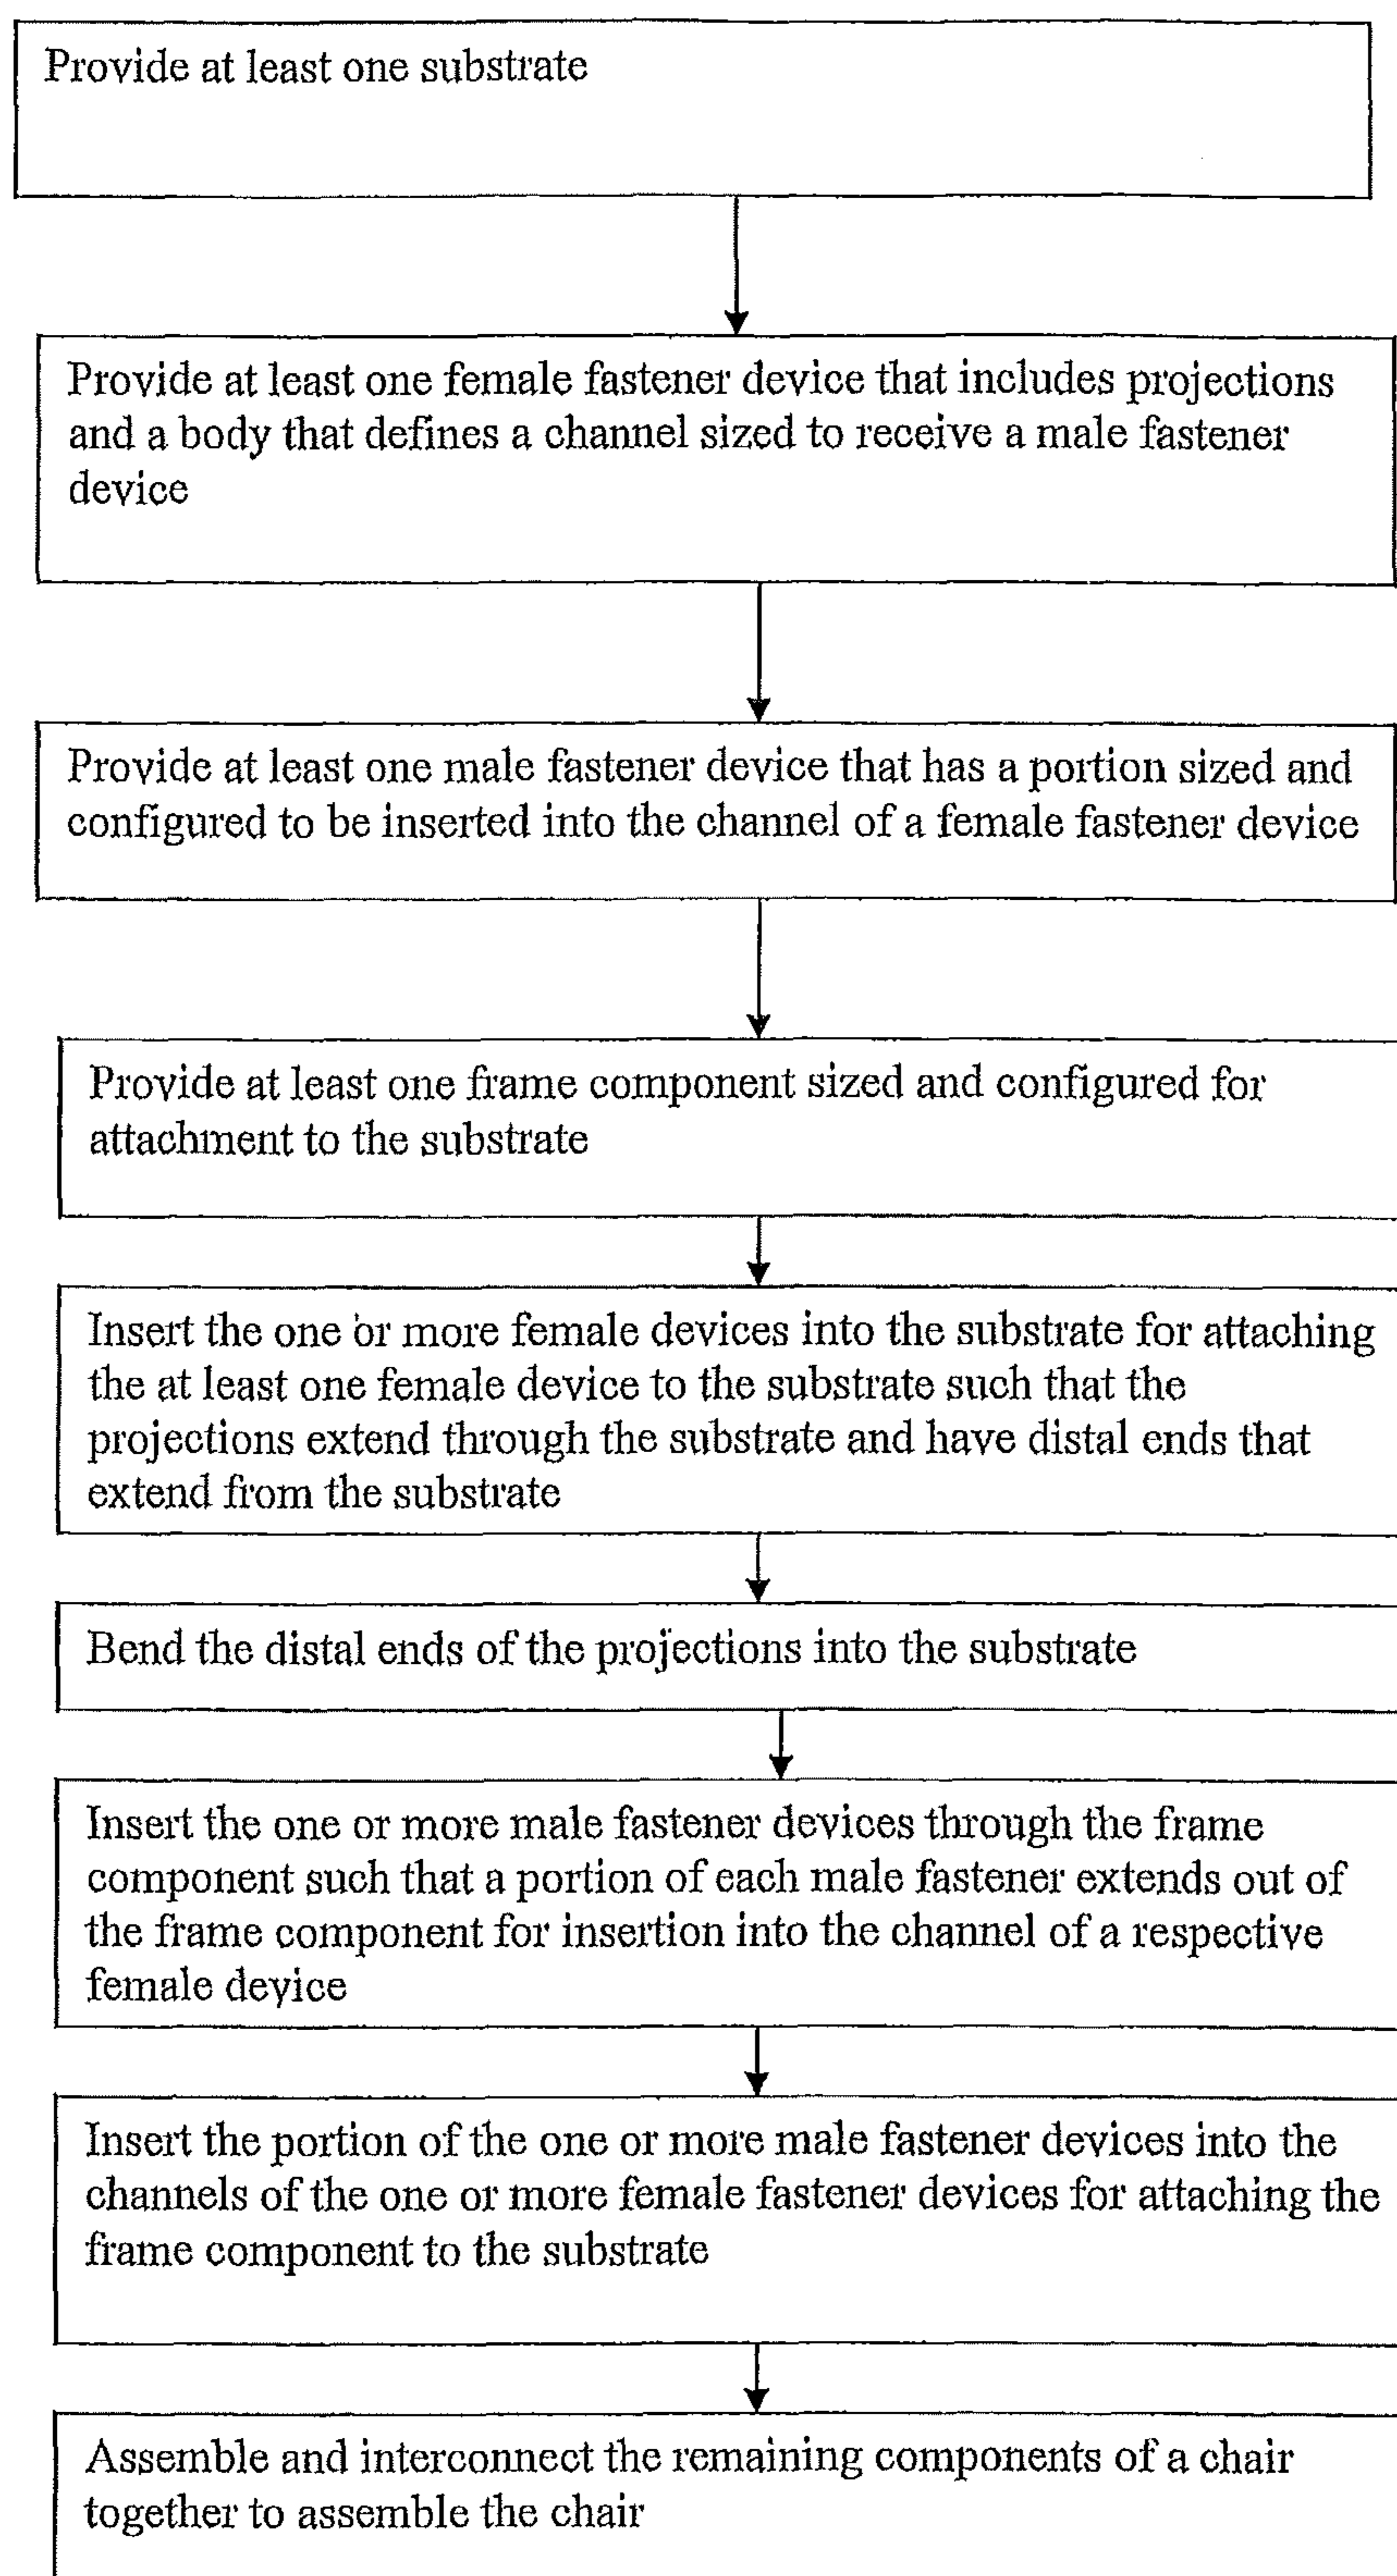 Provide at least one substrate
Provide at least one female fastener device that includes projections
and a body that defines a channel sized to receive a male fastener
device
Provide at least one male fastener device that has a portion sized and
configured to be inserted into the channel of a female fastener device
Provide at least one frame component sized and configured for
attachment to the substrate
Insert the one or more female devices into the substrate for attaching
the at least one female device to the substrate such that the
projections extend through the substrate and have distal ends that
extend from the substrate
Bend the distal ends of the projections into the substrate
Insert the one or more male fastener devices through the frame
component such that a portion of each male fastener extends out of
the frame component for insertion into the channel of a respective
female device
Insert the portion of the one or more male fastener devices into the
channels of the one or more female fastener devices for attaching the
frame component to the substrate
Assemble and interconnect the remaining components of a chair
together to assemble the chair